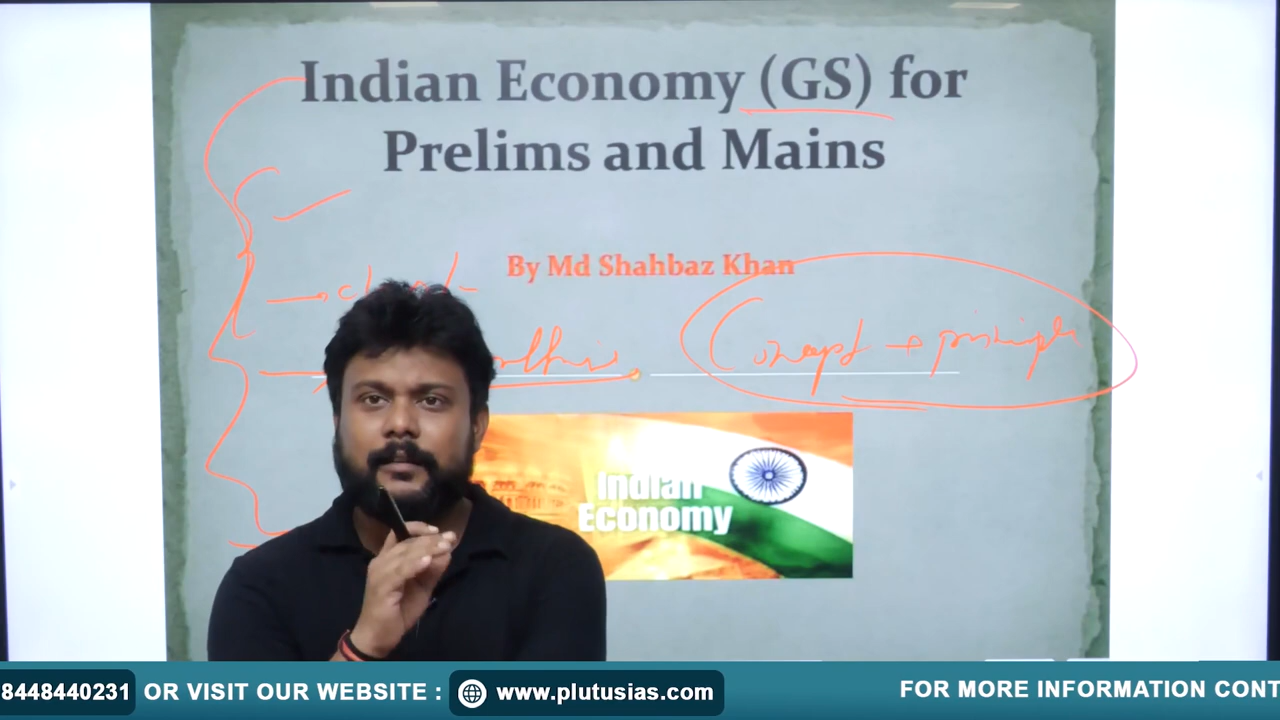 Indian Economy (GS) for
Prelims and Mains
By Md Shahbaz Khan
Concept →
Indian
Economy
8448440231 OR VISIT OUR WEBSITE : www.plutusias.com FOR MORE INFORMATION CONT